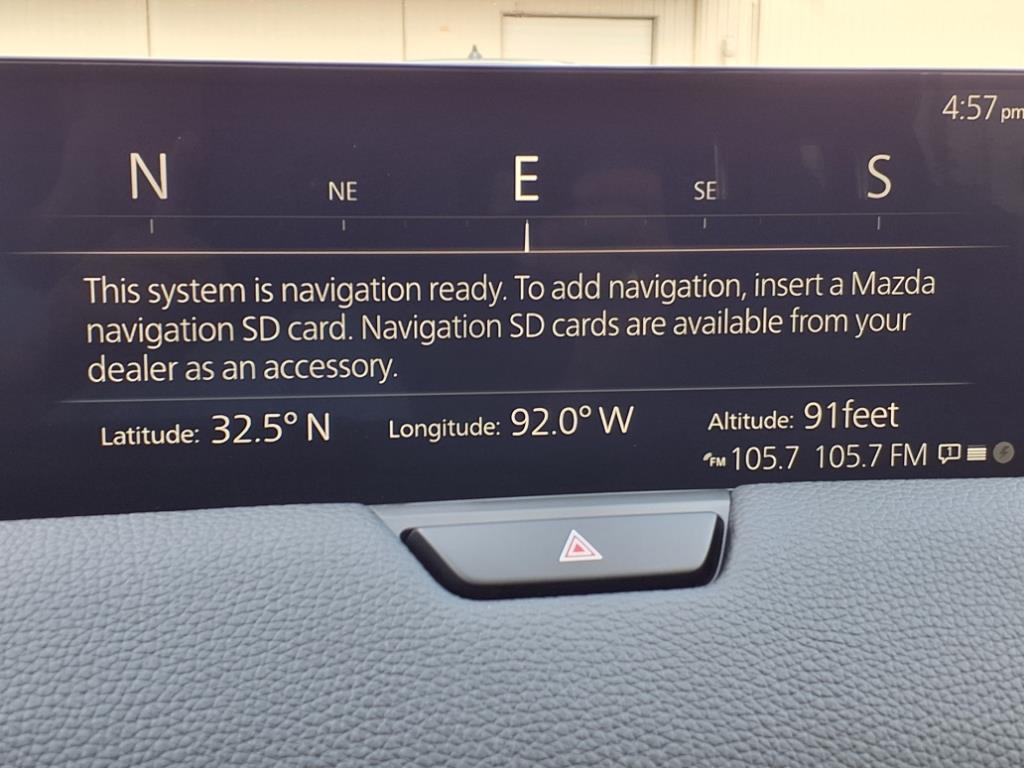 4:57 pm
N NE E SE S
This system is navigation ready. To add navigation, insert a Mazda
navigation SD card. Navigation SD cards are available from your
dealer as an accessory.
Latitude: 32.5° N Longitude: 92.0° W Altitude: 91feet
FM 105.7 105.7 FM 1